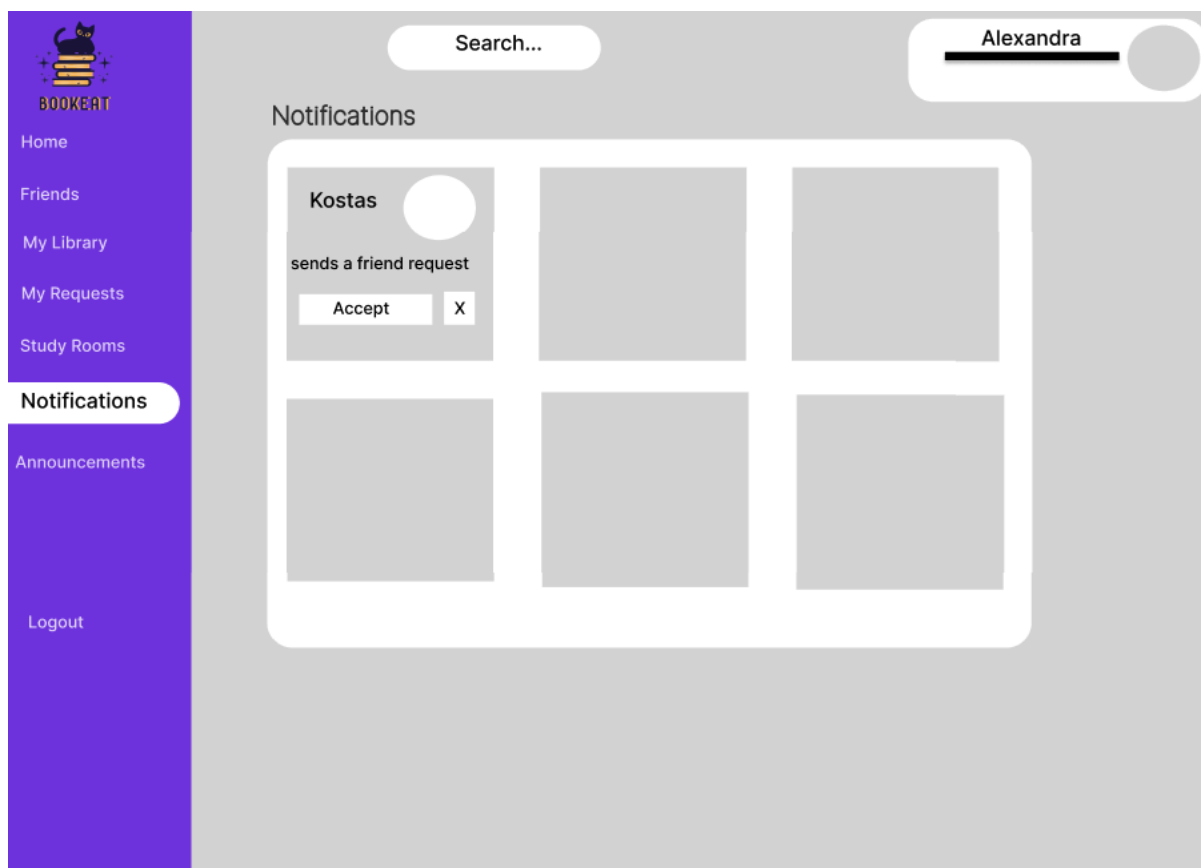 BOOKEAT
Home
Friends
My Library
My Requests
Study Rooms
Notifications
Announcements
Logout
Search...
Alexandra
Notifications
Kostas
sends a friend request
Accept X